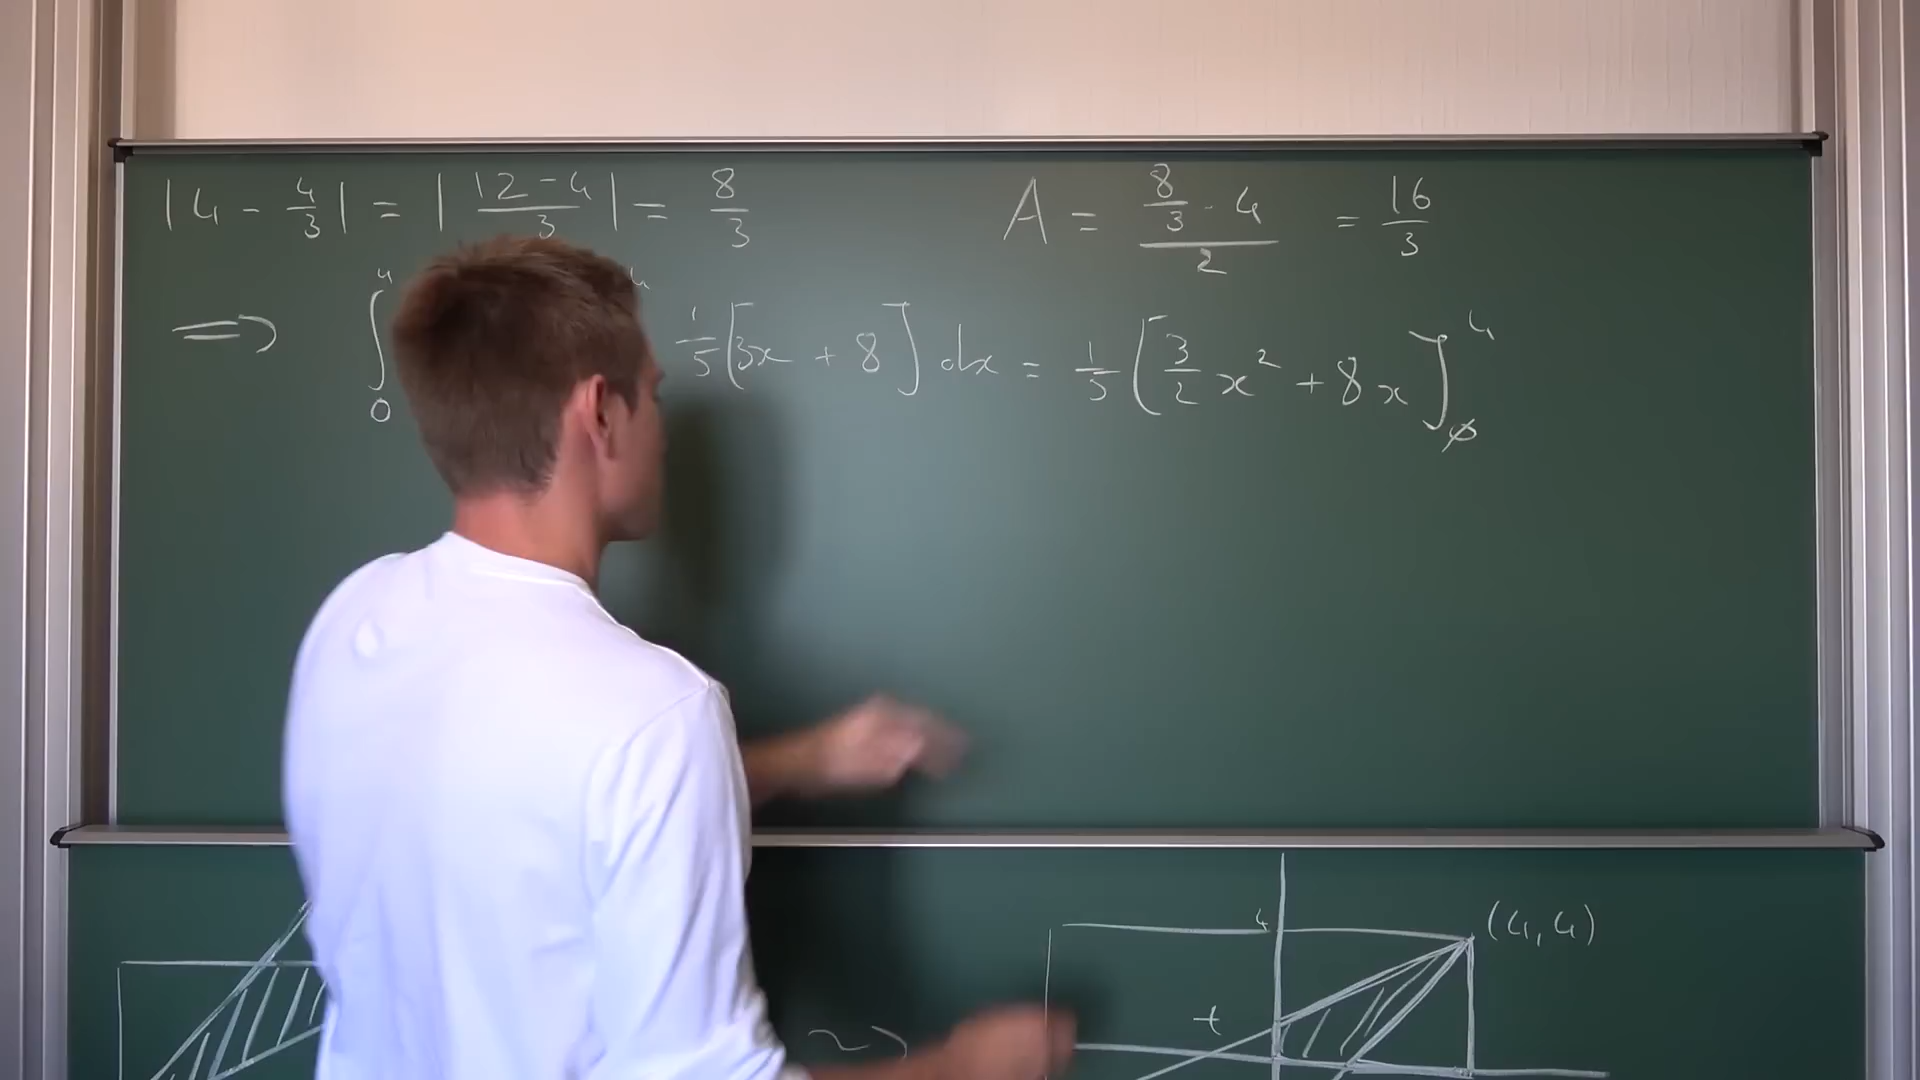 |4 - 4/3| = |(12 - 4)/3| = 8/3
A = (8/3 · 4)/2 = 16/3
⟹ ∫₀⁴ 1/5[3x + 8] dx = 1/5[3/2 x² + 8x]₀⁴
4
(4,4)
t